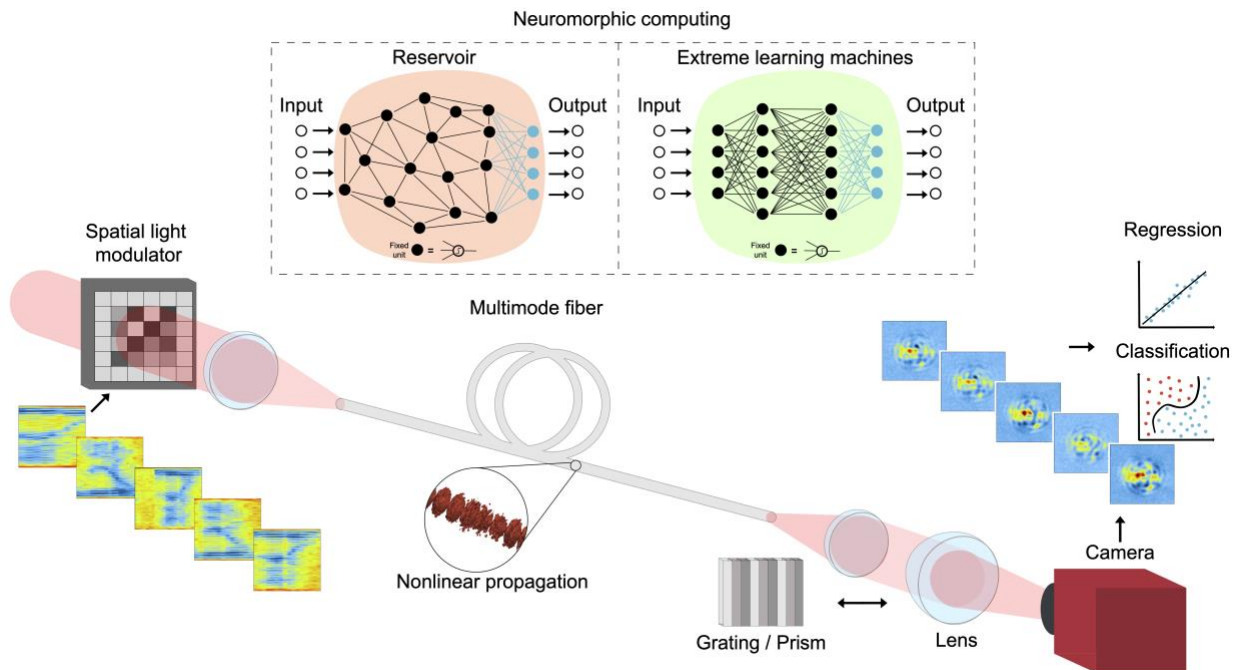 Neuromorphic computing
Reservoir
Extreme learning machines
Input
Output
Input
Output
Fixed
unit
=
Fixed
unit
=
Spatial light
modulator
Multimode fiber
Nonlinear propagation
Grating / Prism
Lens
Camera
Regression
Classification